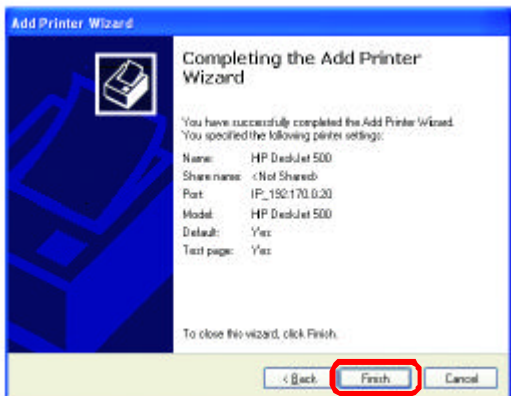 Add Printer Wizard
Completing the Add Printer
Wizard
You have successfully completed the Add Printer Wizard.
You specified the following printer settings:
Name: HP DeskJet 500
Share name: <Not Shared>
Port: IP_192.170.0.20
Model: HP DeskJet 500
Default: Yes
Test page: Yes
To close this wizard, click Finish.
< Back Finish Cancel